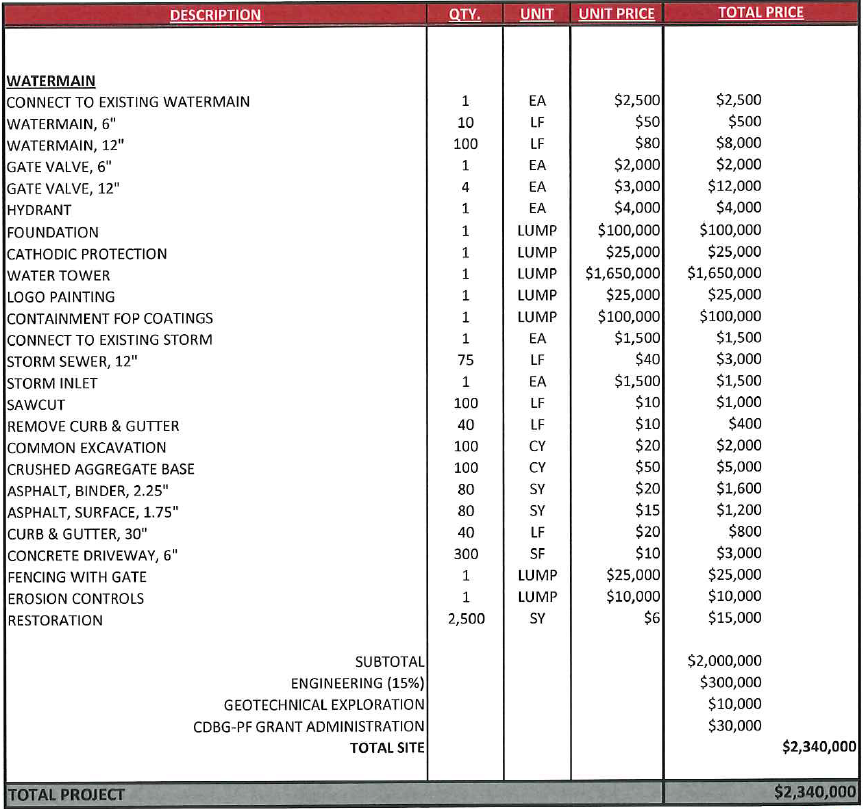 DESCRIPTION QTY. UNIT UNIT PRICE TOTAL PRICE
WATERMAIN
CONNECT TO EXISTING WATERMAIN 1 EA $2,500 $2,500
WATERMAIN, 6" 10 LF $50 $500
WATERMAIN, 12" 100 LF $80 $8,000
GATE VALVE, 6" 1 EA $2,000 $2,000
GATE VALVE, 12" 4 EA $3,000 $12,000
HYDRANT 1 EA $4,000 $4,000
FOUNDATION 1 LUMP $100,000 $100,000
CATHODIC PROTECTION 1 LUMP $25,000 $25,000
WATER TOWER 1 LUMP $1,650,000 $1,650,000
LOGO PAINTING 1 LUMP $25,000 $25,000
CONTAINMENT FOP COATINGS 1 LUMP $100,000 $100,000
CONNECT TO EXISTING STORM 1 EA $1,500 $1,500
STORM SEWER, 12" 75 LF $40 $3,000
STORM INLET 1 EA $1,500 $1,500
SAWCUT 100 LF $10 $1,000
REMOVE CURB & GUTTER 40 LF $10 $400
COMMON EXCAVATION 100 CY $20 $2,000
CRUSHED AGGREGATE BASE 100 CY $50 $5,000
ASPHALT, BINDER, 2.25" 80 SY $20 $1,600
ASPHALT, SURFACE, 1.75" 80 SY $15 $1,200
CURB & GUTTER, 30" 40 LF $20 $800
CONCRETE DRIVEWAY, 6" 300 SF $10 $3,000
FENCING WITH GATE 1 LUMP $25,000 $25,000
EROSION CONTROLS 1 LUMP $10,000 $10,000
RESTORATION 2,500 SY $6 $15,000
SUBTOTAL $2,000,000
ENGINEERING (15%) $300,000
GEOTECHNICAL EXPLORATION $10,000
CDBG-PF GRANT ADMINISTRATION $30,000
TOTAL SITE $2,340,000
TOTAL PROJECT $2,340,000